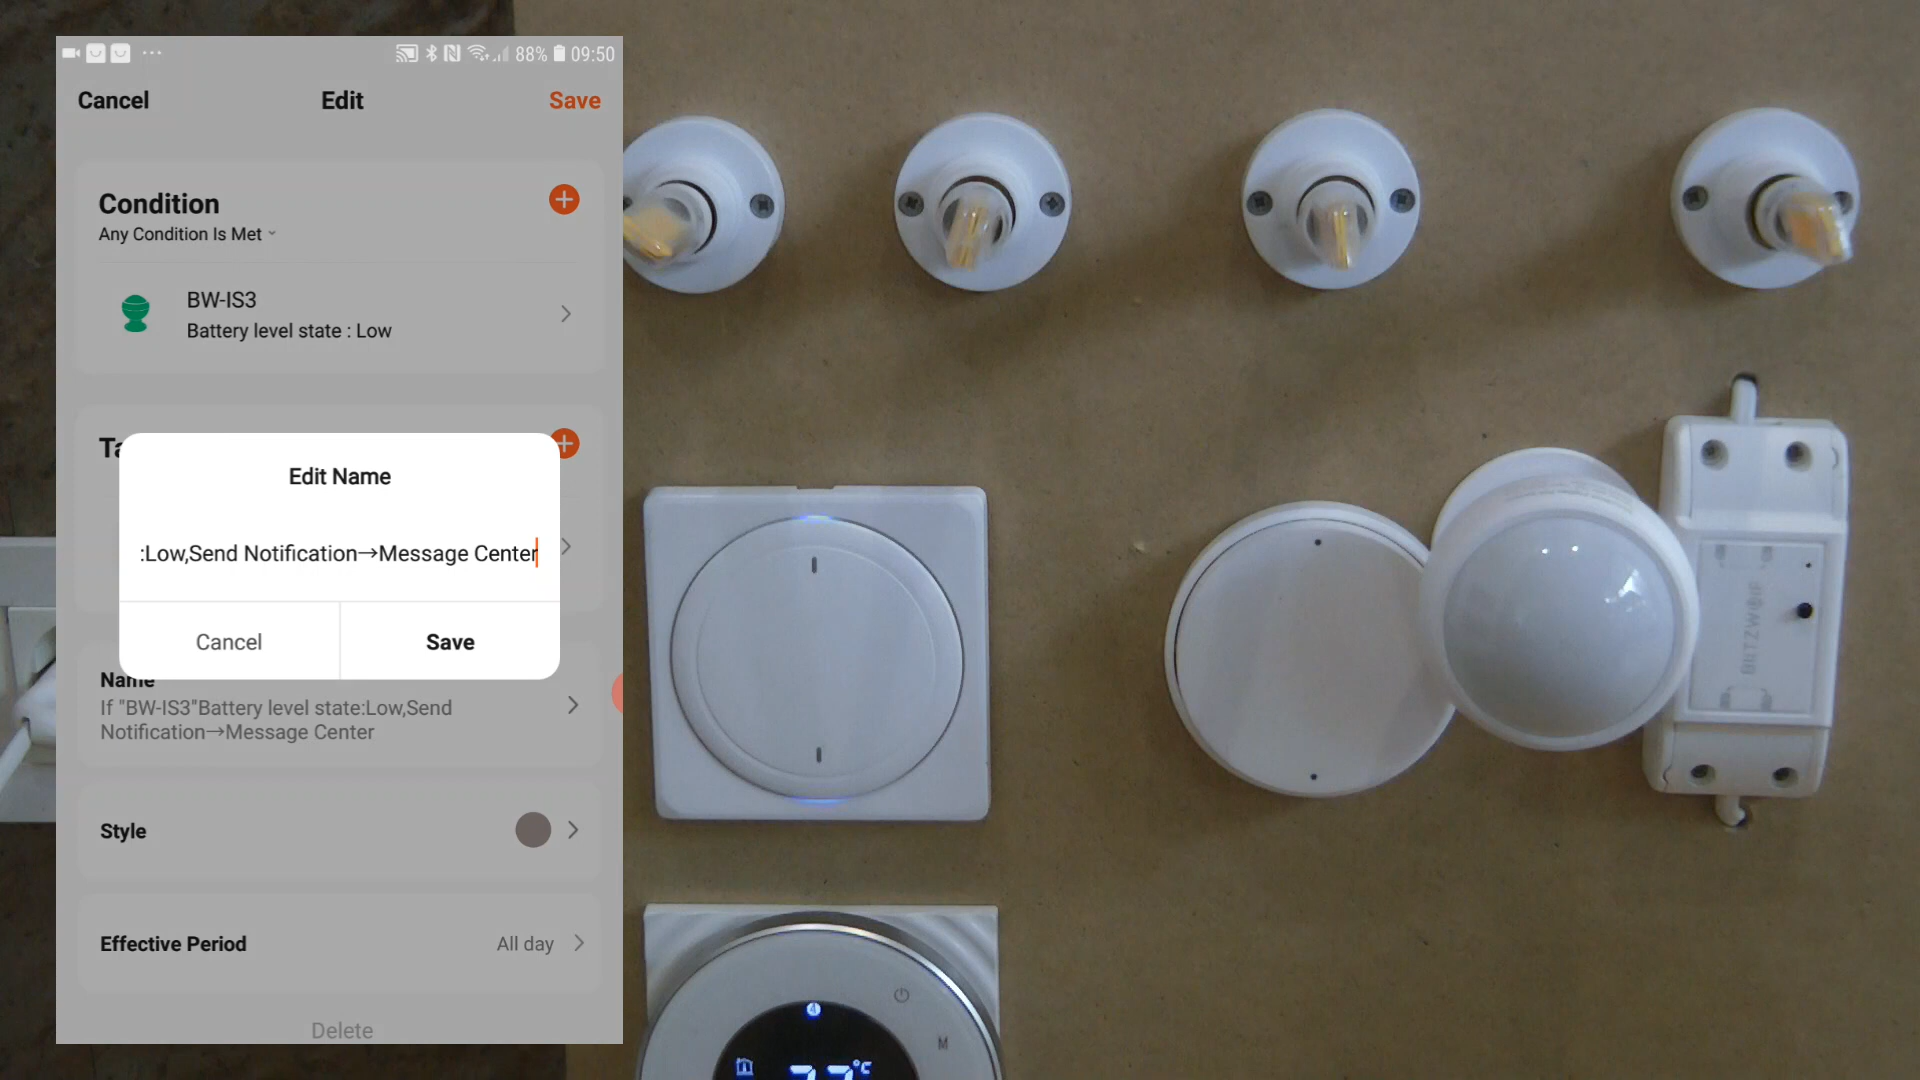 88% 09:50
Cancel Edit Save
Condition
Any Condition Is Met
BW-IS3
Battery level state : Low
Edit Name
:Low,Send Notification→Message Center
Cancel Save
Name
If "BW-IS3"Battery level state:Low,Send
Notification→Message Center
Style
Effective Period All day
Delete
BLITZWOLF
M
°C